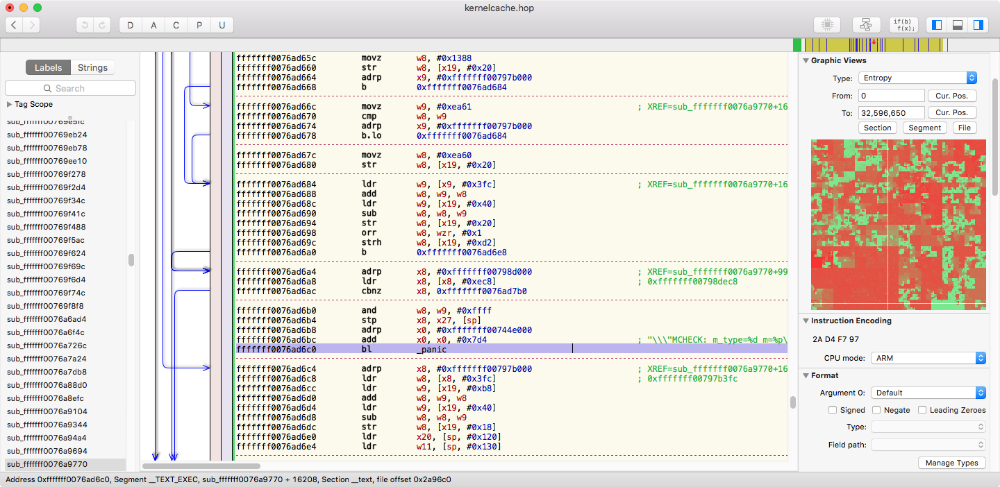 kernelcache.hop
D A C P U
if(b)
f(x);
Labels Strings
Search
Tag Scope
sub_fffffff00769eb24
sub_fffffff00769eb78
sub_fffffff00769ee10
sub_fffffff00769f278
sub_fffffff00769f2d4
sub_fffffff00769f34c
sub_fffffff00769f41c
sub_fffffff00769f488
sub_fffffff00769f5ac
sub_fffffff00769f624
sub_fffffff00769f69c
sub_fffffff00769f6d4
sub_fffffff00769f74c
sub_fffffff00769f8f8
sub_fffffff0076a6ad4
sub_fffffff0076a6f4c
sub_fffffff0076a726c
sub_fffffff0076a7a24
sub_fffffff0076a7db8
sub_fffffff0076a88d0
sub_fffffff0076a8efc
sub_fffffff0076a9104
sub_fffffff0076a9344
sub_fffffff0076a94a4
sub_fffffff0076a9694
sub_fffffff0076a9770
fffffff0076ad65c movz w8, #0x1388
fffffff0076ad660 str w8, [x19, #0x20]
fffffff0076ad664 adrp x9, #0xfffffff00797b000
fffffff0076ad668 b 0xfffffff0076ad684
fffffff0076ad66c movz w9, #0xea61 ; XREF=sub_fffffff0076a9770+16
fffffff0076ad670 cmp w8, w9
fffffff0076ad674 adrp x9, #0xfffffff00797b000
fffffff0076ad678 b.lo 0xfffffff0076ad684
fffffff0076ad67c movz w8, #0xea60
fffffff0076ad680 str w8, [x19, #0x20]
fffffff0076ad684 ldr w9, [x9, #0x3fc] ; XREF=sub_fffffff0076a9770+16
fffffff0076ad688 add w8, w9, w8
fffffff0076ad68c ldr w9, [x19, #0x40]
fffffff0076ad690 sub w8, w8, w9
fffffff0076ad694 str w8, [x19, #0x20]
fffffff0076ad698 orr w8, wzr, #0x1
fffffff0076ad69c strh w8, [x19, #0xd2]
fffffff0076ad6a0 b 0xfffffff0076ad6e8
fffffff0076ad6a4 adrp x8, #0xfffffff00798d000 ; XREF=sub_fffffff0076a9770+99
fffffff0076ad6a8 ldr x8, [x8, #0xec8] ; 0xfffffff00798dec8
fffffff0076ad6ac cbnz x8, 0xfffffff0076ad7b0
fffffff0076ad6b0 and w8, w9, #0xffff
fffffff0076ad6b4 stp x8, x27, [sp]
fffffff0076ad6b8 adrp x0, #0xfffffff00744e000
fffffff0076ad6bc add x0, x0, #0x7d4 ; "\\\"MCHECK: m_type=%d m=%p\
fffffff0076ad6c0 bl _panic
fffffff0076ad6c4 adrp x8, #0xfffffff00797b000 ; XREF=sub_fffffff0076a9770+16
fffffff0076ad6c8 ldr w8, [x8, #0x3fc] ; 0xfffffff00797b3fc
fffffff0076ad6cc ldr w9, [x19, #0xb8]
fffffff0076ad6d0 add w8, w9, w8
fffffff0076ad6d4 ldr w9, [x19, #0x40]
fffffff0076ad6d8 sub w8, w8, w9
fffffff0076ad6dc str w8, [x19, #0x18]
fffffff0076ad6e0 ldr x20, [sp, #0x120]
fffffff0076ad6e4 ldr w11, [sp, #0x130]
Graphic Views
Type: Entropy
From: 0 Cur. Pos.
To: 32,596,650 Cur. Pos.
Section Segment File
Instruction Encoding
2A D4 F7 97
CPU mode: ARM
Format
Argument 0: Default
Signed Negate Leading Zeroes
Type:
Field path:
Manage Types
Address 0xfffffff0076ad6c0, Segment __TEXT_EXEC, sub_fffffff0076a9770 + 16208, Section __text, file offset 0x2a96c0